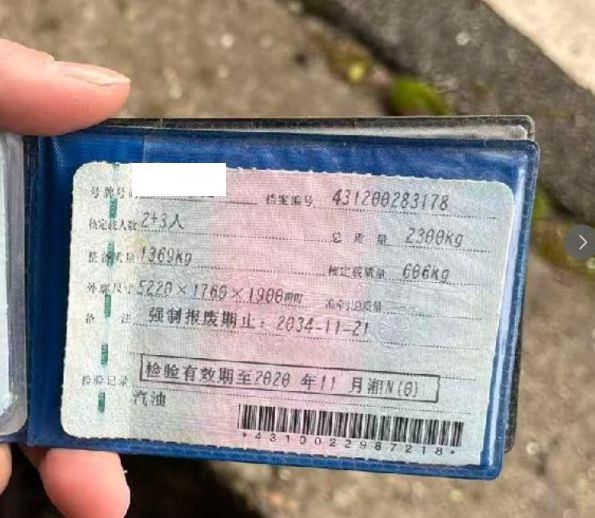 号牌号码 档案编号 431200283178
核定载人数 2+3人 总质量 2300kg
整备质量 1369kg 核定载质量 606kg
外廓尺寸 5220×1760×1900mm 准牵引总质量 --
备注 强制报废期止：2034-11-21
检验记录 检验有效期至2020年11月湘N(0)
汽油
*4310022987218*